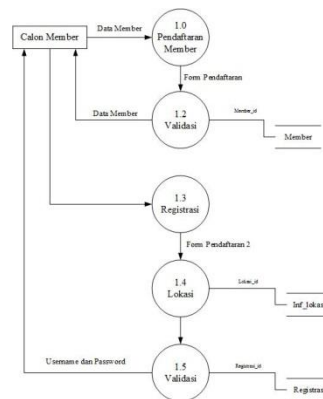 Data Member
1.0
Pendaftaran
Member
Calon Member
Form Pendaftaran
Data Member
1.2
Validasi
Member_id
Member
1.3
Registrasi
Form Pendaftaran 2
1.4
Lokasi
Lokasi_id
Inf_lokasi
Username dan Password
1.5
Validasi
Registrasi_id
Registrasi